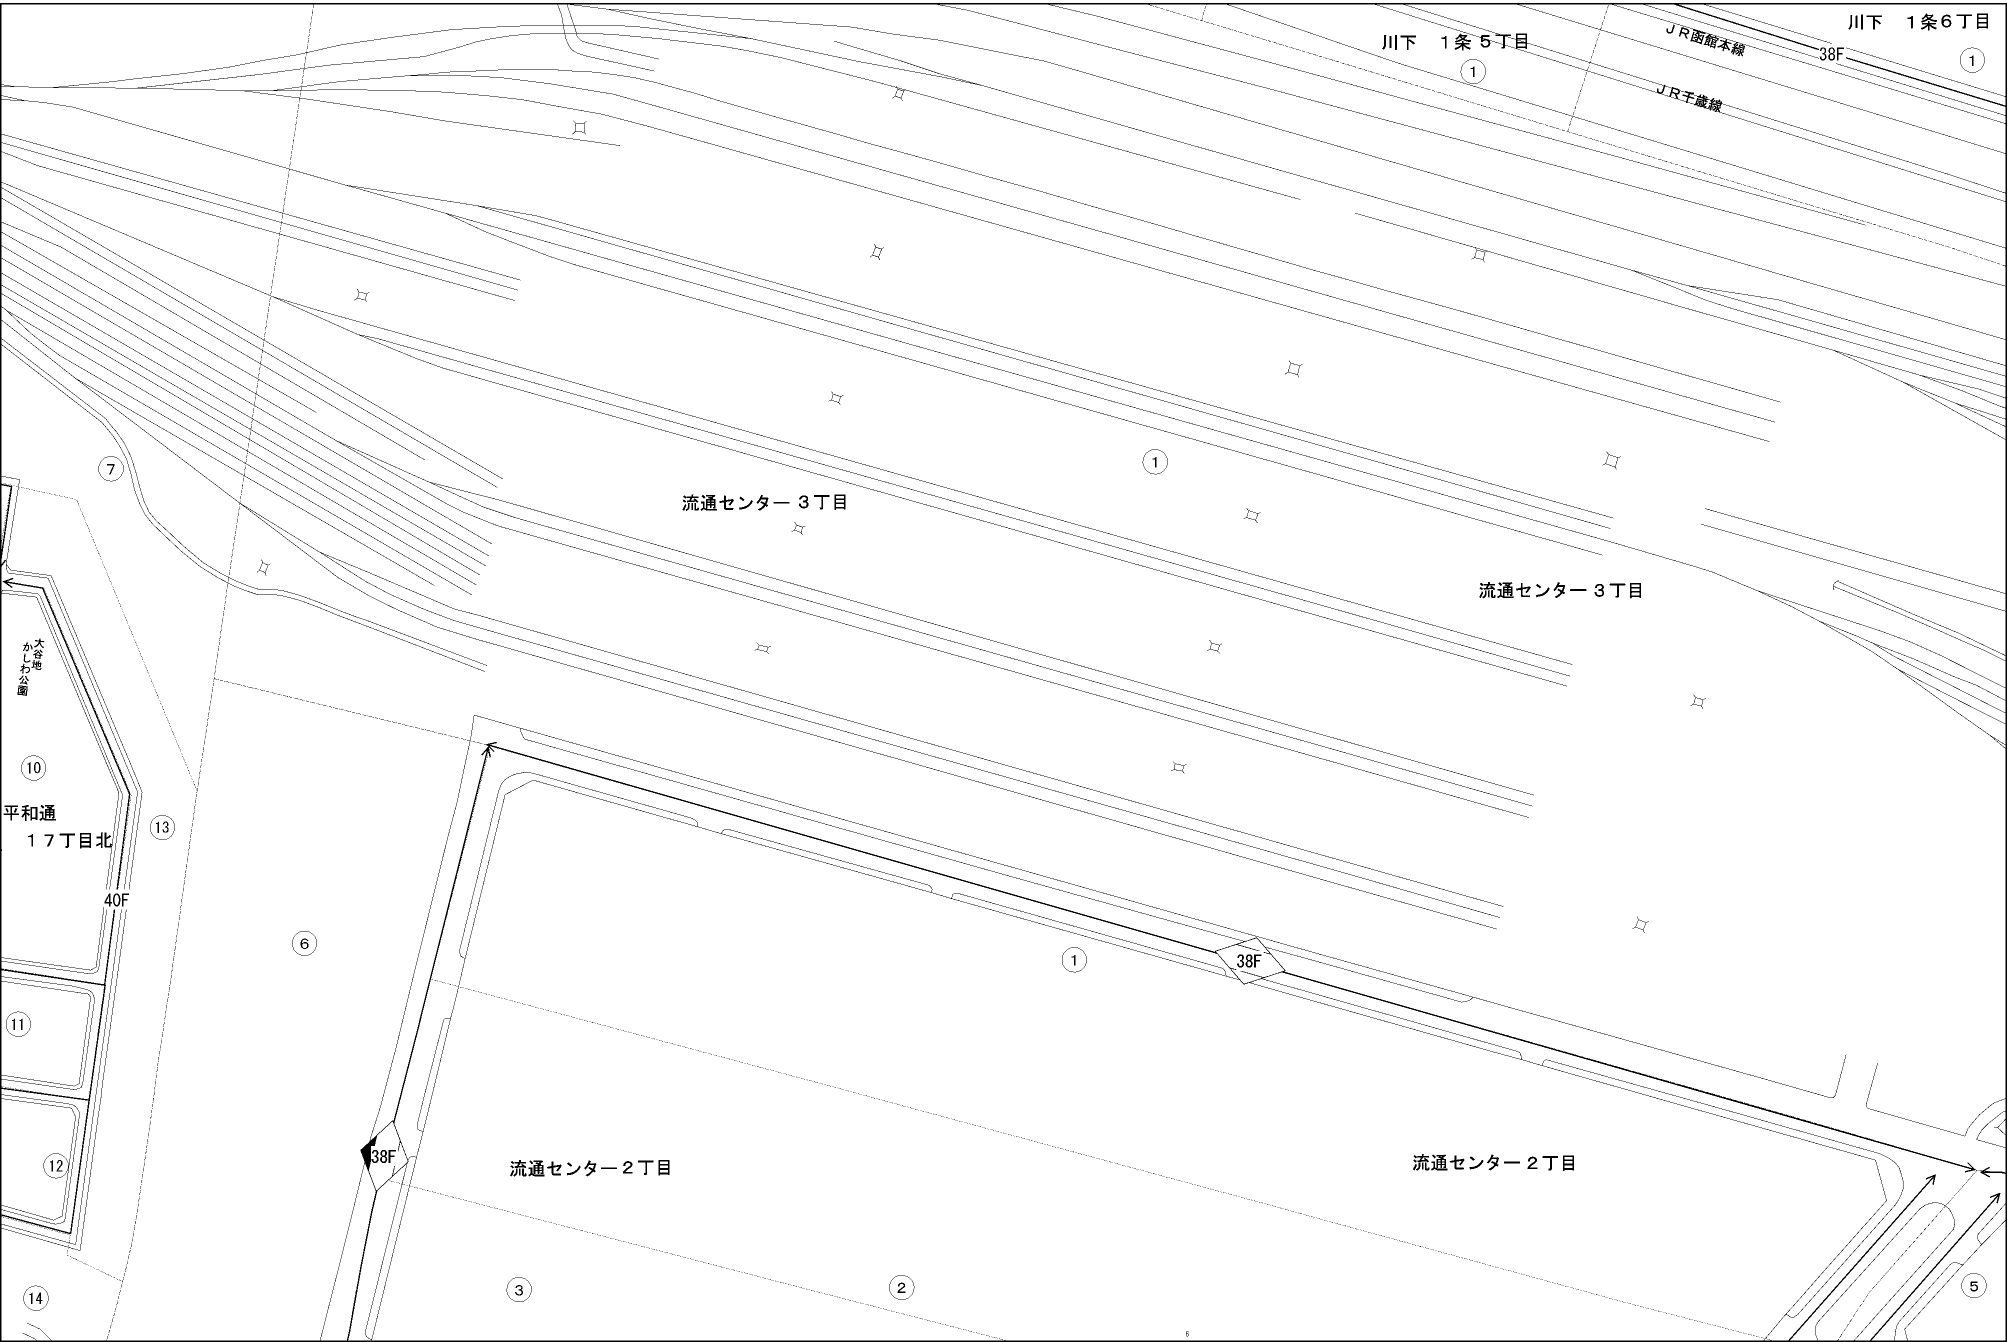 川下　１条６丁目
川下　１条５丁目
ＪＲ函館本線
38F
①
①
ＪＲ千歳線
①
⑦
流通センター３丁目
流通センター３丁目
大谷地
かしわ公園
⑩
平和通
１７丁目北
⑬
40F
⑥
①
38F
⑪
38F
⑫
流通センター２丁目
流通センター２丁目
③
②
⑤
⑭
6